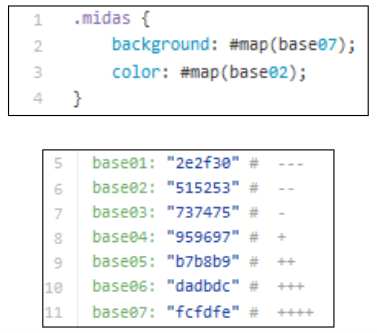 1 .midas {
2 background: #map(base07);
3 color: #map(base02);
4 }
5 base01: "2e2f30" # ---
6 base02: "515253" # --
7 base03: "737475" # -
8 base04: "959697" # +
9 base05: "b7b8b9" # ++
10 base06: "dadbdc" # +++
11 base07: "fcfdfe" # ++++